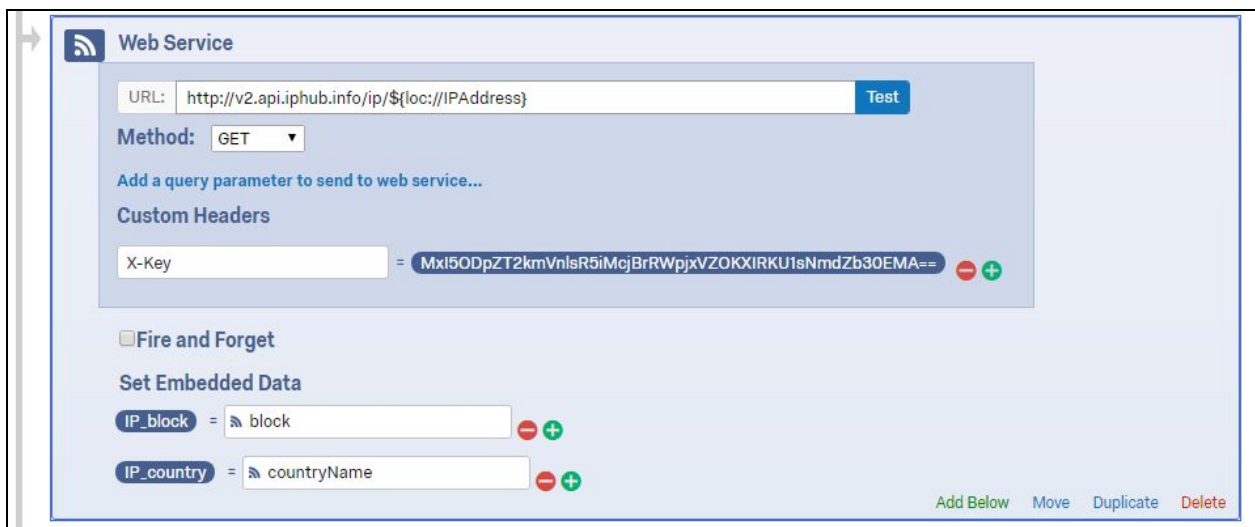 Web Service
URL: http://v2.api.iphub.info/ip/${loc://IPAddress} Test
Method: GET
Add a query parameter to send to web service...
Custom Headers
X-Key = MxI5ODpZT2kmVnlsR5iMcjBrRWpjxVZOKXIRKU1sNmdZb30EMA==
Fire and Forget
Set Embedded Data
IP_block = block
IP_country = countryName
Add Below Move Duplicate Delete